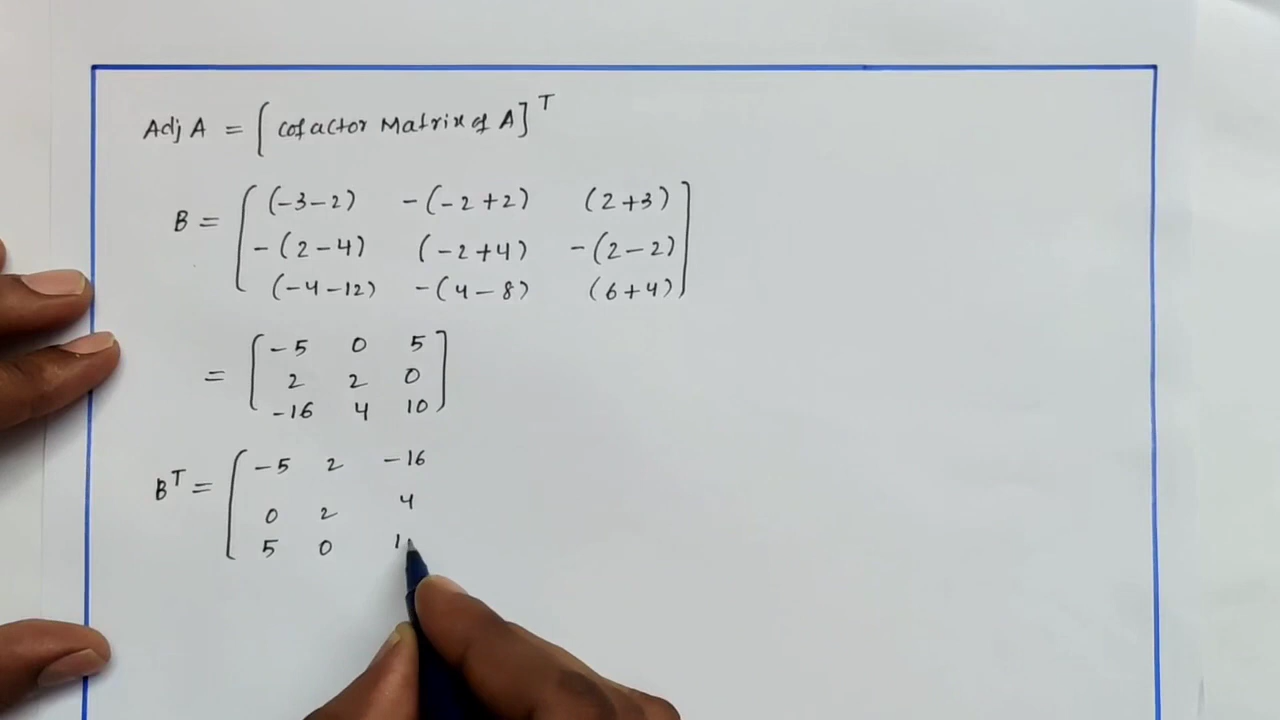 Adj A = [cofactor Matrix of A]^T
B = [(-3-2) -(-2+2) (2+3)
-(2-4) (-2+4) -(2-2)
(-4-12) -(4-8) (6+4)]
= [-5 0 5
2 2 0
-16 4 10]
B^T = [-5 2 -16
0 2 4
5 0 1